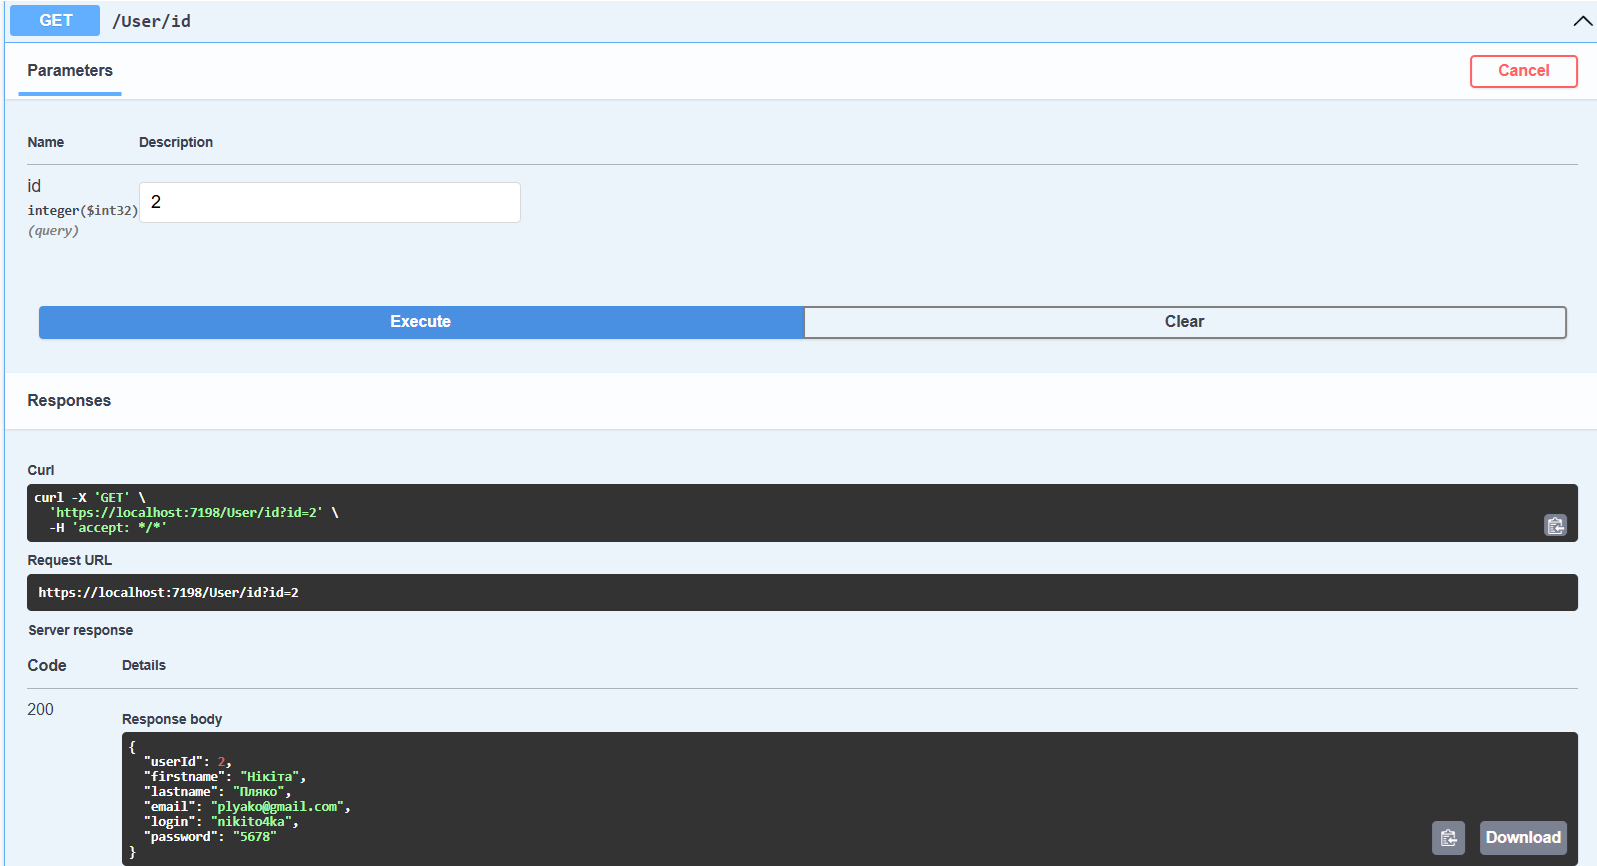 GET /User/id
Parameters
Cancel
Name Description
id
integer($int32)
(query)
2
Execute
Clear
Responses
Curl
curl -X 'GET' \
'https://localhost:7198/User/id?id=2' \
-H 'accept: */*'
Request URL
https://localhost:7198/User/id?id=2
Server response
Code Details
200
Response body
{
"userId": 2,
"firstname": "Нікіта",
"lastname": "Пляко",
"email": "plyako@gmail.com",
"login": "nikito4ka",
"password": "5678"
}
Download